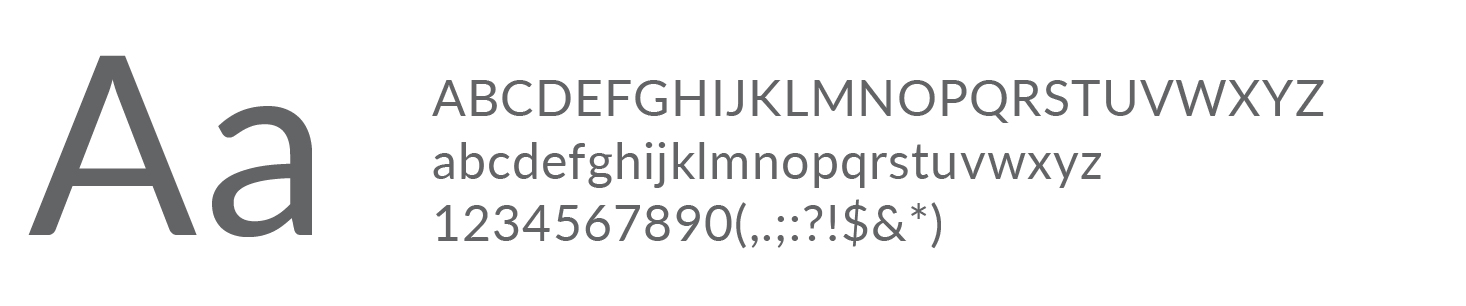 Aa
ABCDEFGHIJKLMNOPQRSTUVWXYZ
abcdefghijklmnopqrstuvwxyz
1234567890(,.;:?!$&*)